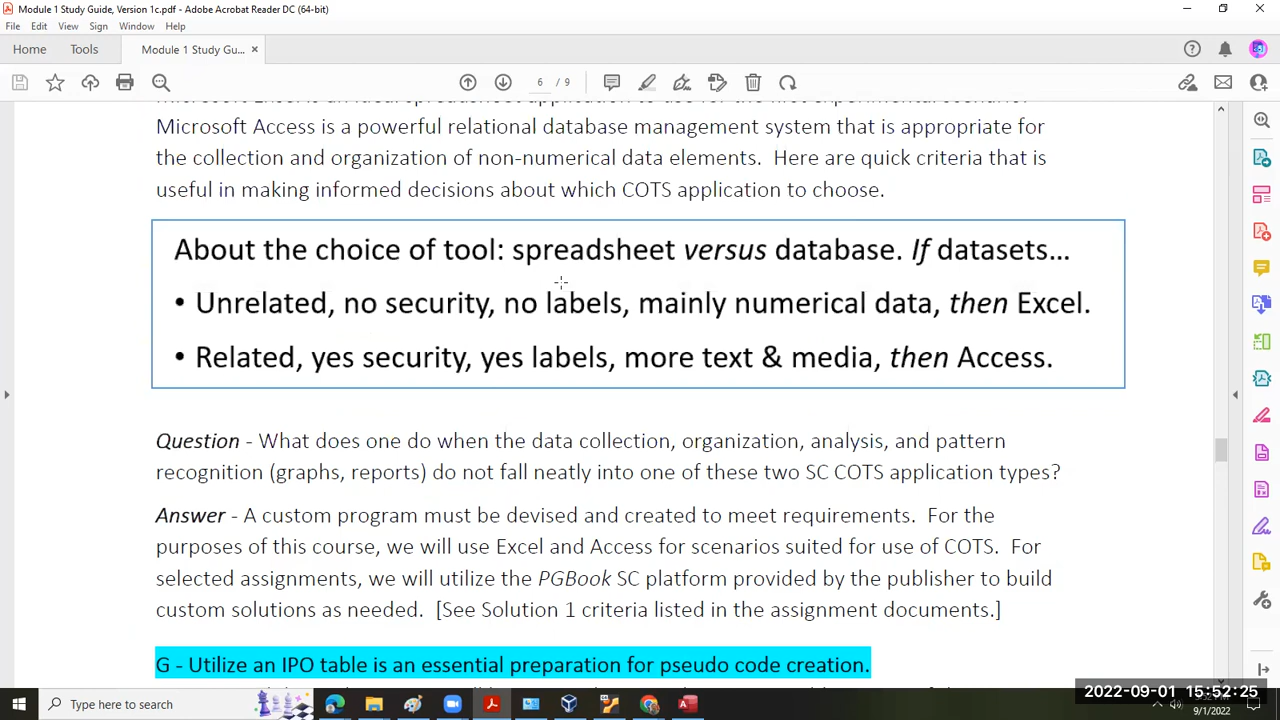 Module 1 Study Guide, Version 1c.pdf - Adobe Acrobat Reader DC (64-bit)
File Edit View Sign Window Help
Home Tools Module 1 Study Gu... ×
6 / 9
Microsoft Access is a powerful relational database management system that is appropriate for
the collection and organization of non-numerical data elements. Here are quick criteria that is
useful in making informed decisions about which COTS application to choose.
About the choice of tool: spreadsheet versus database. If datasets...
• Unrelated, no security, no labels, mainly numerical data, then Excel.
• Related, yes security, yes labels, more text & media, then Access.
Question - What does one do when the data collection, organization, analysis, and pattern
recognition (graphs, reports) do not fall neatly into one of these two SC COTS application types?
Answer - A custom program must be devised and created to meet requirements. For the
purposes of this course, we will use Excel and Access for scenarios suited for use of COTS. For
selected assignments, we will utilize the PGBook SC platform provided by the publisher to build
custom solutions as needed. [See Solution 1 criteria listed in the assignment documents.]
G - Utilize an IPO table is an essential preparation for pseudo code creation.
Type here to search
2022-09-01 15:52:25
9/1/2022